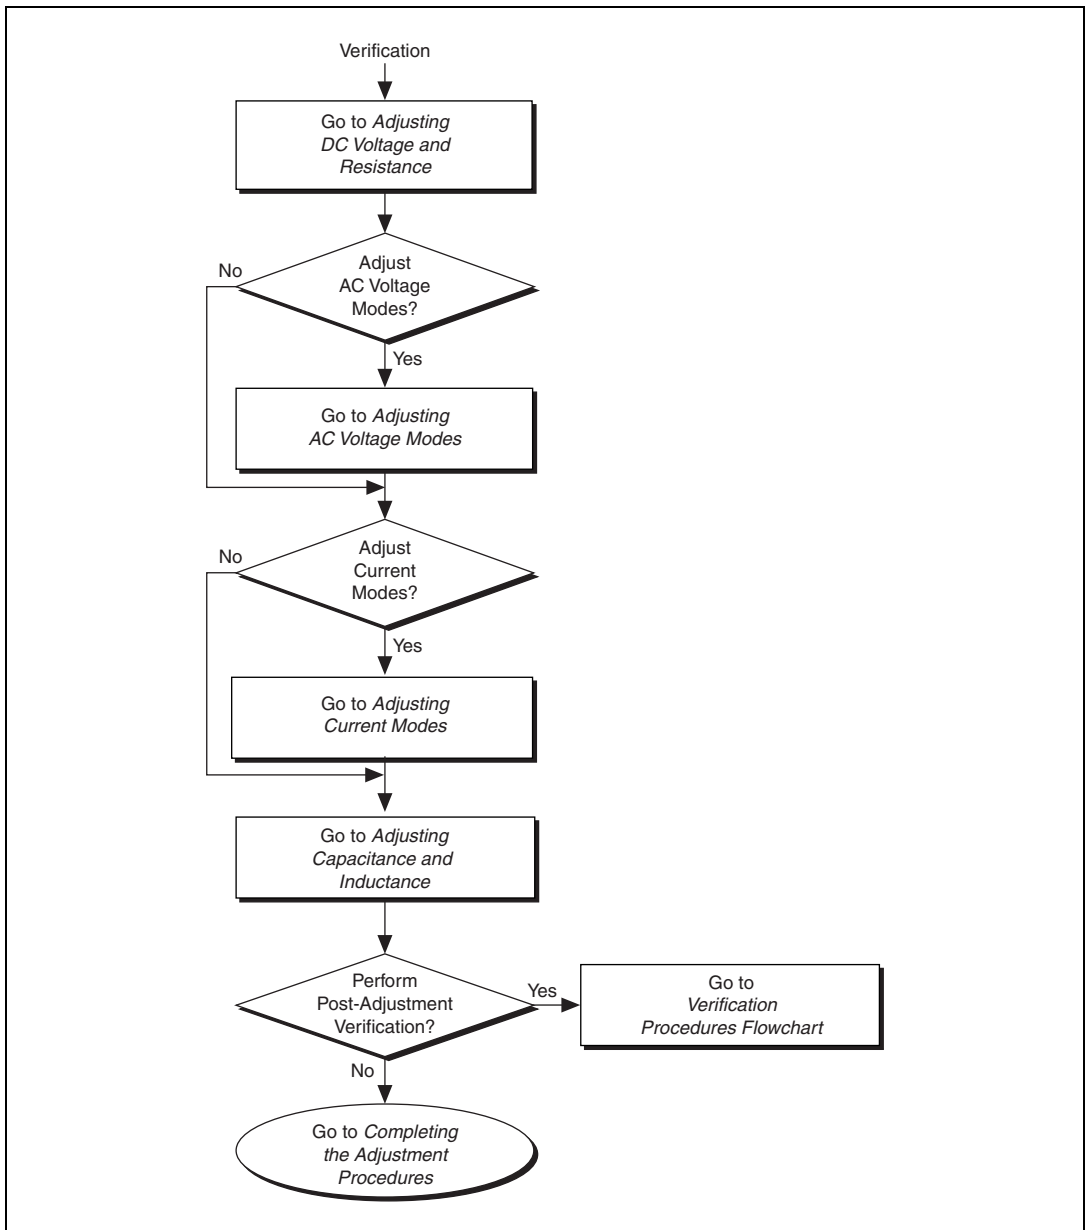 Verification
Go to Adjusting
DC Voltage and
Resistance
Adjust
AC Voltage
Modes?
No
Yes
Go to Adjusting
AC Voltage Modes
Adjust
Current
Modes?
No
Yes
Go to Adjusting
Current Modes
Go to Adjusting
Capacitance and
Inductance
Perform
Post-Adjustment
Verification?
Yes
Go to
Verification
Procedures Flowchart
No
Go to Completing
the Adjustment
Procedures